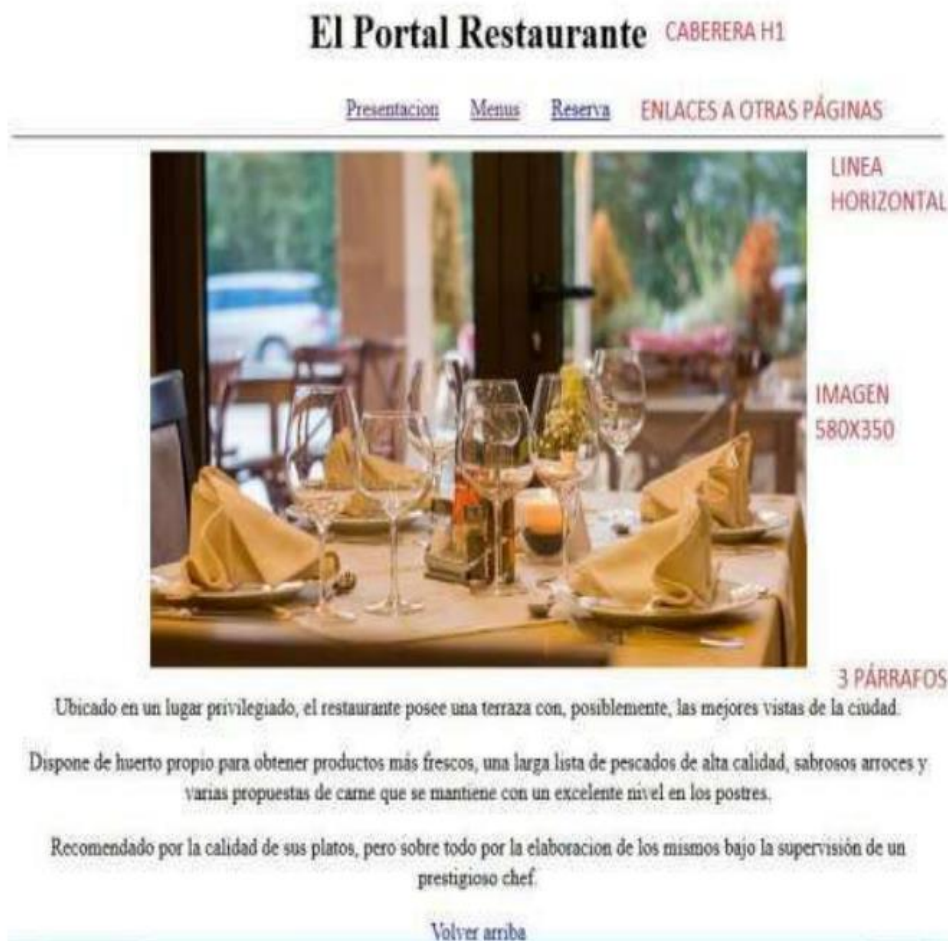 El Portal Restaurante CABERERA H1
Presentacion Menus Reserva ENLACES A OTRAS PÁGINAS
LINEA
HORIZONTAL
IMAGEN
580X350
3 PÁRRAFOS
Ubicado en un lugar privilegiado, el restaurante posee una terraza con, posiblemente, las mejores vistas de la ciudad.
Dispone de huerto propio para obtener productos más frescos, una larga lista de pescados de alta calidad, sabrosos arroces y
varias propuestas de carne que se mantiene con un excelente nivel en los postres.
Recomendado por la calidad de sus platos, pero sobre todo por la elaboracion de los mismos bajo la supervisión de un
prestigioso chef.
Volver arriba